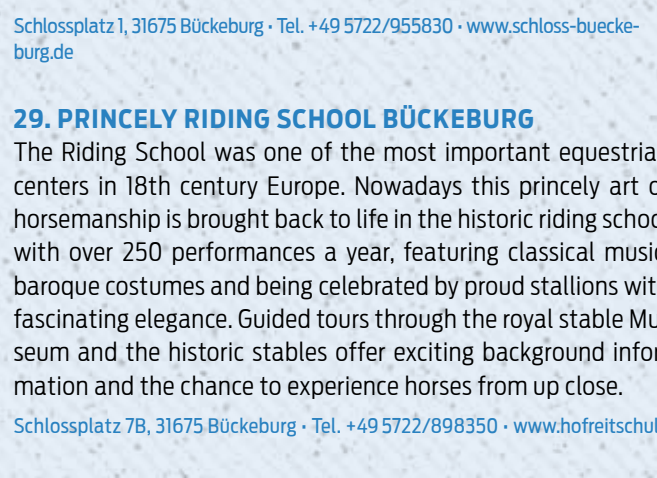 Schlossplatz 1, 31675 Bückeburg · Tel. +49 5722/955830 · www.schloss-buecke-
burg.de
29. PRINCELY RIDING SCHOOL BÜCKEBURG
The Riding School was one of the most important equestria
centers in 18th century Europe. Nowadays this princely art o
horsemanship is brought back to life in the historic riding schoo
with over 250 performances a year, featuring classical music
baroque costumes and being celebrated by proud stallions wit
fascinating elegance. Guided tours through the royal stable Mu
seum and the historic stables offer exciting background infor
mation and the chance to experience horses from up close.
Schlossplatz 7B, 31675 Bückeburg · Tel. +49 5722/898350 · www.hofreitschul